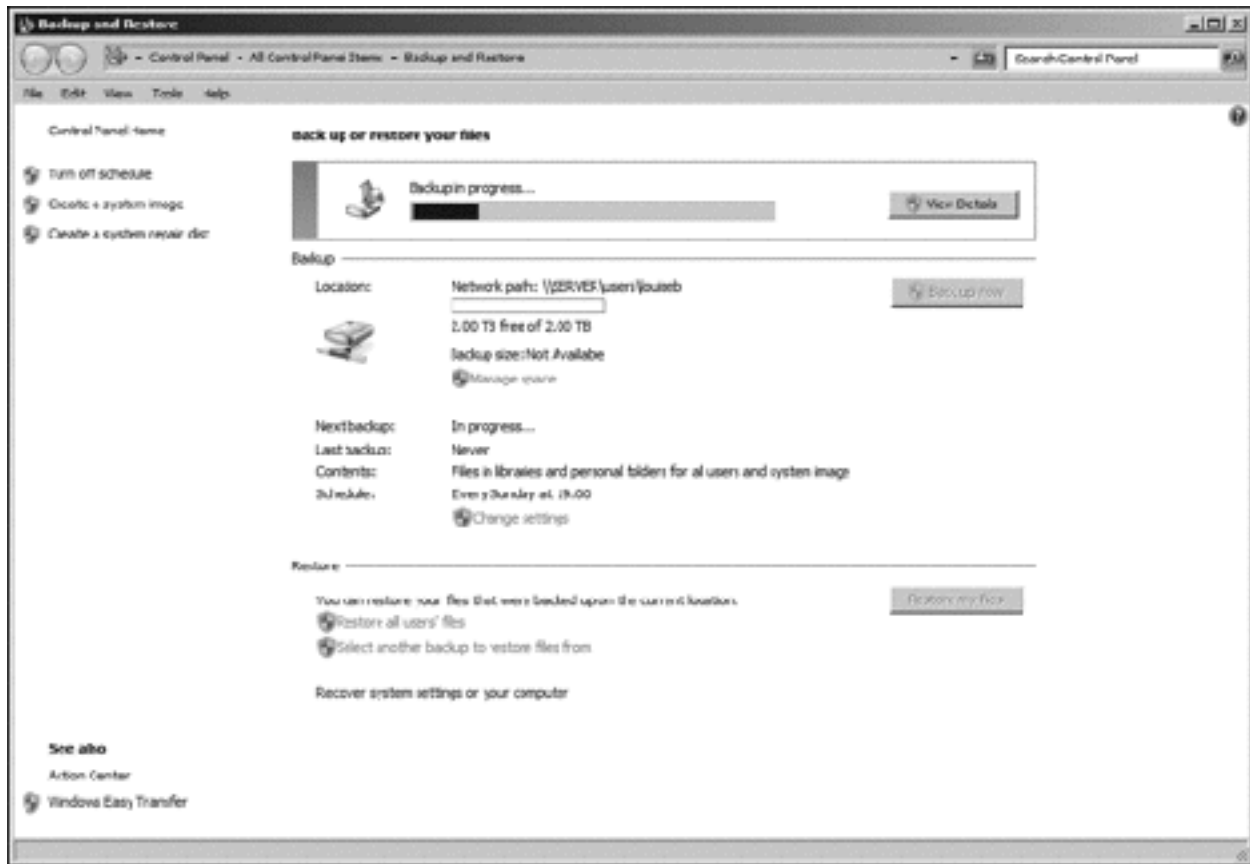 Backup and Restore
Control Panel - All Control Panel Items - Backup and Restore
Search Control Panel
File Edit View Tools Help
Control Panel Home
Turn off schedule
Create a system image
Create a system repair disc
Back up or restore your files
Backup in progress...
View Details
Backup
Location:
Network path: \\SERVER\users\louiseb
Back up now
2.00 TB free of 2.00 TB
Backup size: Not Available
Manage space
Next backup: In progress...
Last backup: Never
Contents: Files in libraries and personal folders for all users and system image
Schedule: Every Sunday at 19:00
Change settings
Restore
You can restore your files that were backed up on the current location.
Restore my files
Restore all users' files
Select another backup to restore files from
Recover system settings or your computer
See also
Action Center
Windows Easy Transfer